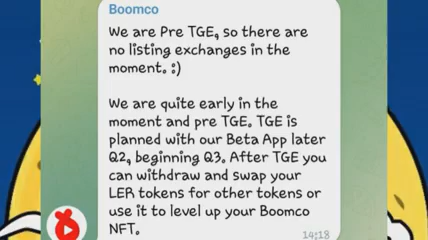 Boomco
We are Pre TGE, so there are
no listing exchanges in the
moment. :)
We are quite early in the
moment and pre TGE. TGE is
planned with our Beta App later
Q2, beginning Q3. After TGE you
can withdraw and swap your
LER tokens for other tokens or
use it to level up your Boomco
NFT.
14:18